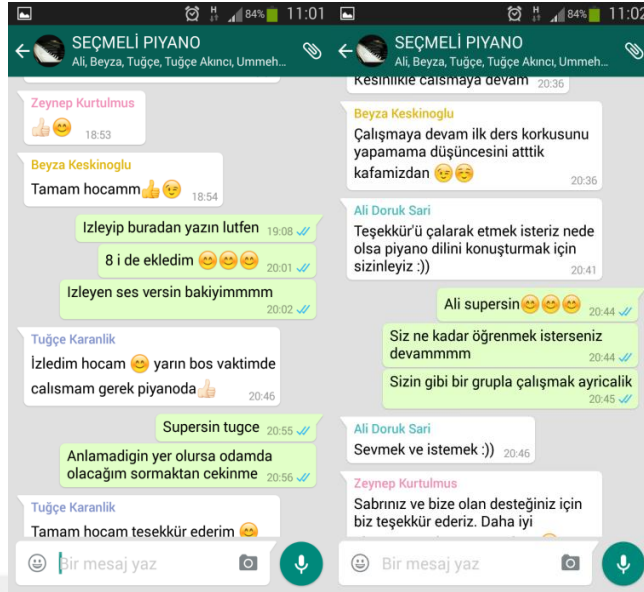 84% 11:01
SEÇMELİ PIYANO
Ali, Beyza, Tuğçe, Tuğçe Akıncı, Ummeh...
Zeynep Kurtulmus
👍😊 18:53
Beyza Keskinoglu
Tamam hocamm👍😉 18:54
Izleyip buradan yazın lutfen 19:08
8 i de ekledim 😊😊😊 20:01
Izleyen ses versin bakiyimmmm
20:02
Tuğçe Karanlik
İzledim hocam 😊 yarın bos vaktimde
calısmam gerek piyanoda👍 20:46
Supersin tugce 20:55
Anlamadigin yer olursa odamda
olacağım sormaktan cekinme 20:56
Tuğçe Karanlik
Tamam hocam tesekkür ederim 😊
Bir mesaj yaz
84% 11:02
SEÇMELİ PIYANO
Ali, Beyza, Tuğçe, Tuğçe Akıncı, Ummeh...
Kesinlikle calismaya devam 20:36
Beyza Keskinoglu
Çalışmaya devam ilk ders korkusunu
yapamama düşüncesini atttik
kafamizdan 😉☺️ 20:36
Ali Doruk Sari
Teşekkür'ü çalarak etmek isteriz nede
olsa piyano dilini konuşturmak için
sizinleyiz :)) 20:41
Ali supersin😊😊😊 20:44
Siz ne kadar öğrenmek isterseniz
devammmm 20:44
Sizin gibi bir grupla çalışmak ayricalik
20:45
Ali Doruk Sari
Sevmek ve istemek :)) 20:46
Zeynep Kurtulmus
Sabrınız ve bize olan desteğiniz için
biz teşekkür ederiz. Daha iyi
Bir mesaj yaz